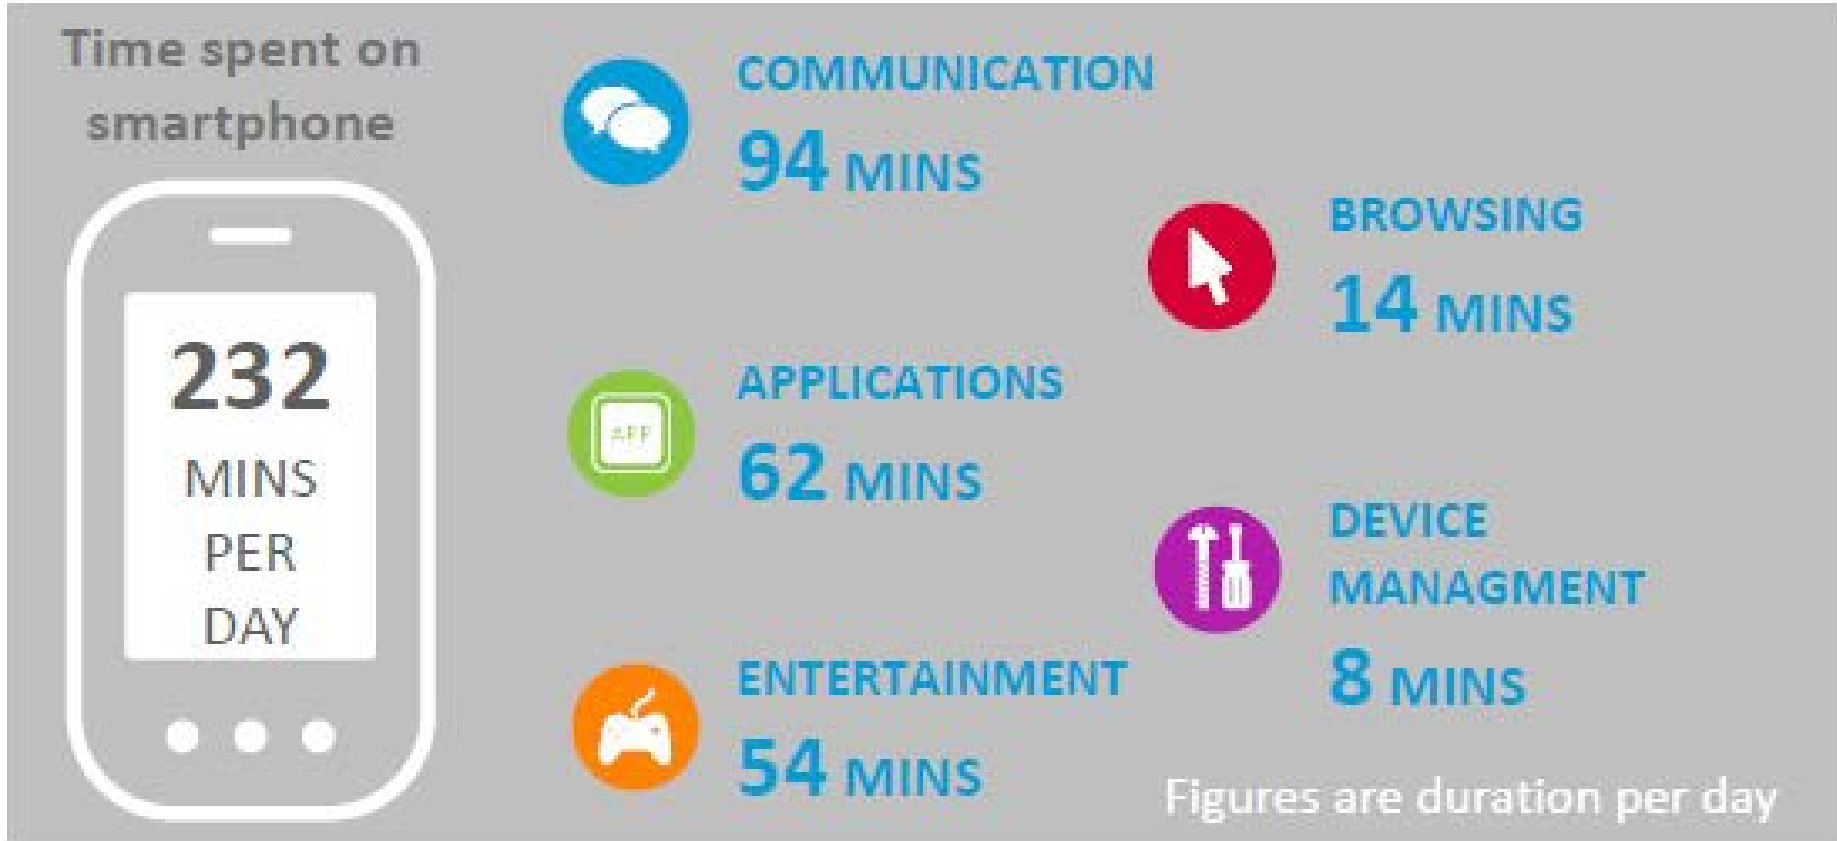 Time spent on
smartphone
232
MINS
PER
DAY
COMMUNICATION
94 MINS
BROWSING
14 MINS
APPLICATIONS
APP
62 MINS
DEVICE
MANAGMENT
8 MINS
ENTERTAINMENT
54 MINS
Figures are duration per day